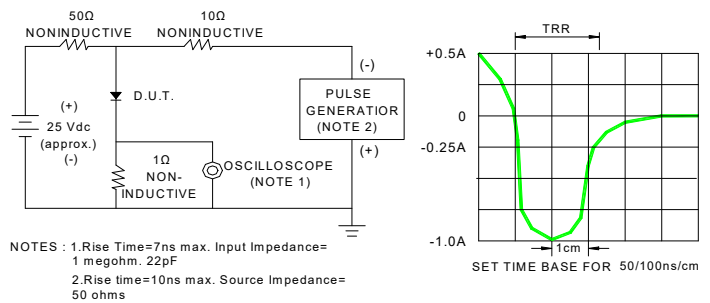 50Ω
NONINDUCTIVE
10Ω
NONINDUCTIVE
(+)
25 Vdc
(approx.)
(-)
D.U.T.
1Ω
NON-
INDUCTIVE
OSCILLOSCOPE
(NOTE 1)
(-)
PULSE
GENERATIOR
(NOTE 2)
(+)
NOTES : 1.Rise Time=7ns max. Input Impedance=
1 megohm. 22pF
2.Rise time=10ns max. Source Impedance=
50 ohms
TRR
+0.5A
0
-0.25A
-1.0A
1cm
SET TIME BASE FOR 50/100ns/cm